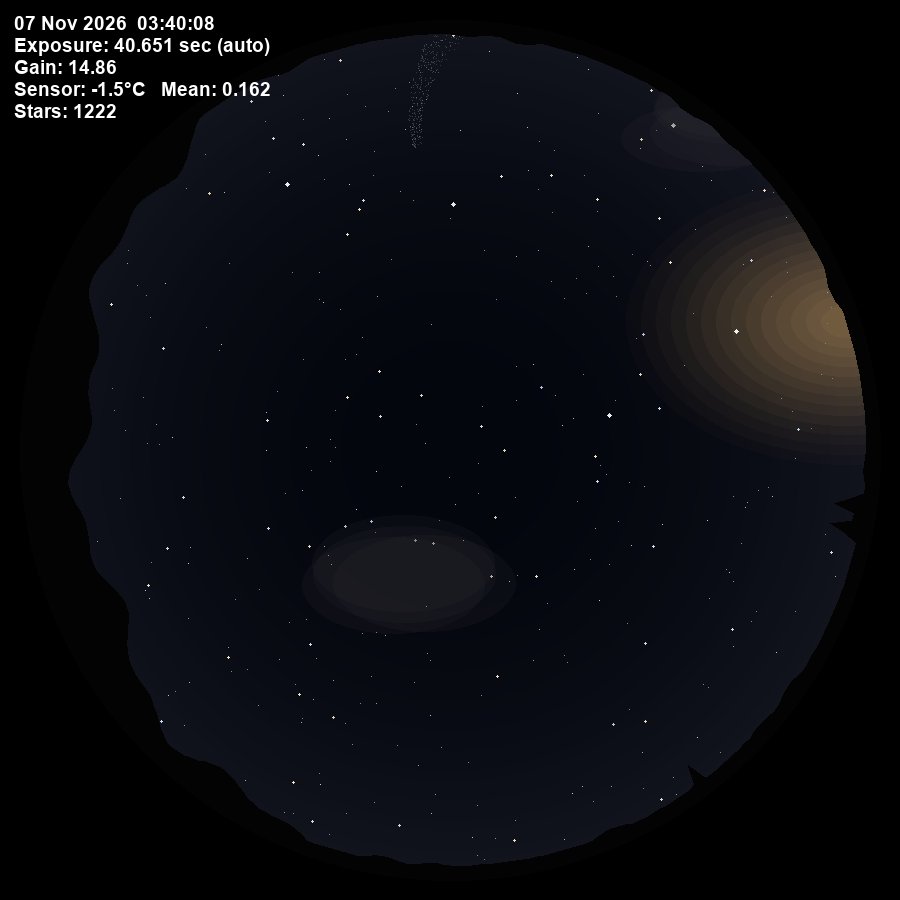 07 Nov 2026  03:40:08
Exposure: 40.651 sec (auto)
Gain: 14.86
Sensor: -1.5°C   Mean: 0.162
Stars: 1222